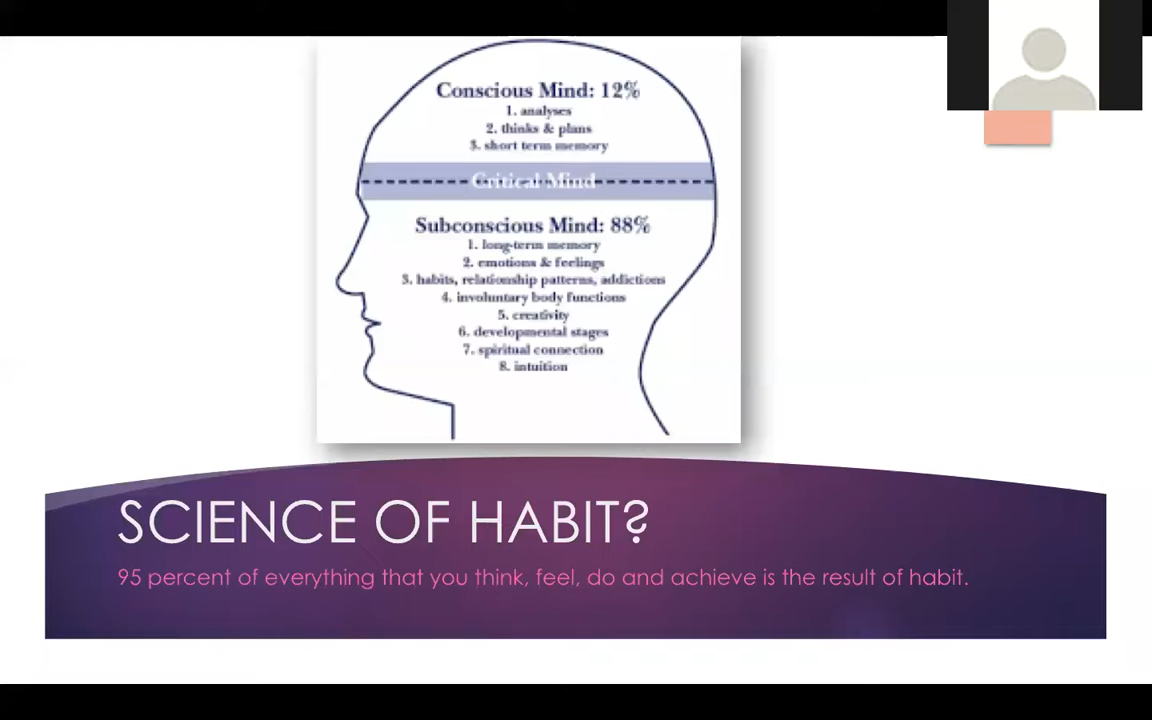 Conscious Mind: 12%
1. analyses
2. thinks & plans
3. short term memory
Critical Mind
Subconscious Mind: 88%
1. long-term memory
2. emotions & feelings
3. habits, relationship patterns, addictions
4. involuntary body functions
5. creativity
6. developmental stages
7. spiritual connection
8. intuition
SCIENCE OF HABIT?
95 percent of everything that you think, feel, do and achieve is the result of habit.